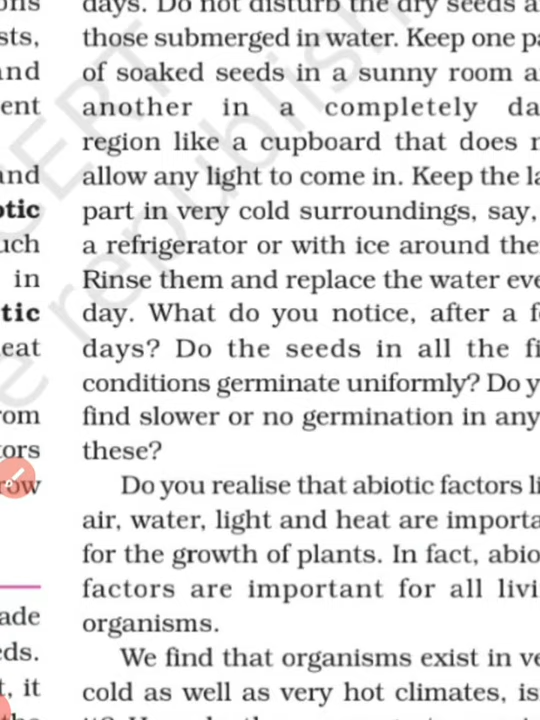 sts,
and
ent
and
otic
uch
in
tic
eat
rom
tors
row
ade
eds.
t, it
days. Do not disturb the dry seeds a
those submerged in water. Keep one pa
of soaked seeds in a sunny room a
another in a completely da
region like a cupboard that does n
allow any light to come in. Keep the la
part in very cold surroundings, say,
a refrigerator or with ice around the
Rinse them and replace the water eve
day. What do you notice, after a f
days? Do the seeds in all the fi
conditions germinate uniformly? Do y
find slower or no germination in any
these?
Do you realise that abiotic factors li
air, water, light and heat are importa
for the growth of plants. In fact, abio
factors are important for all livi
organisms.
We find that organisms exist in ve
cold as well as very hot climates, is